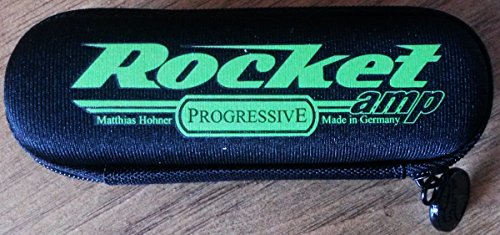 Rocket
amp
Matthias Hohner PROGRESSIVE Made in Germany